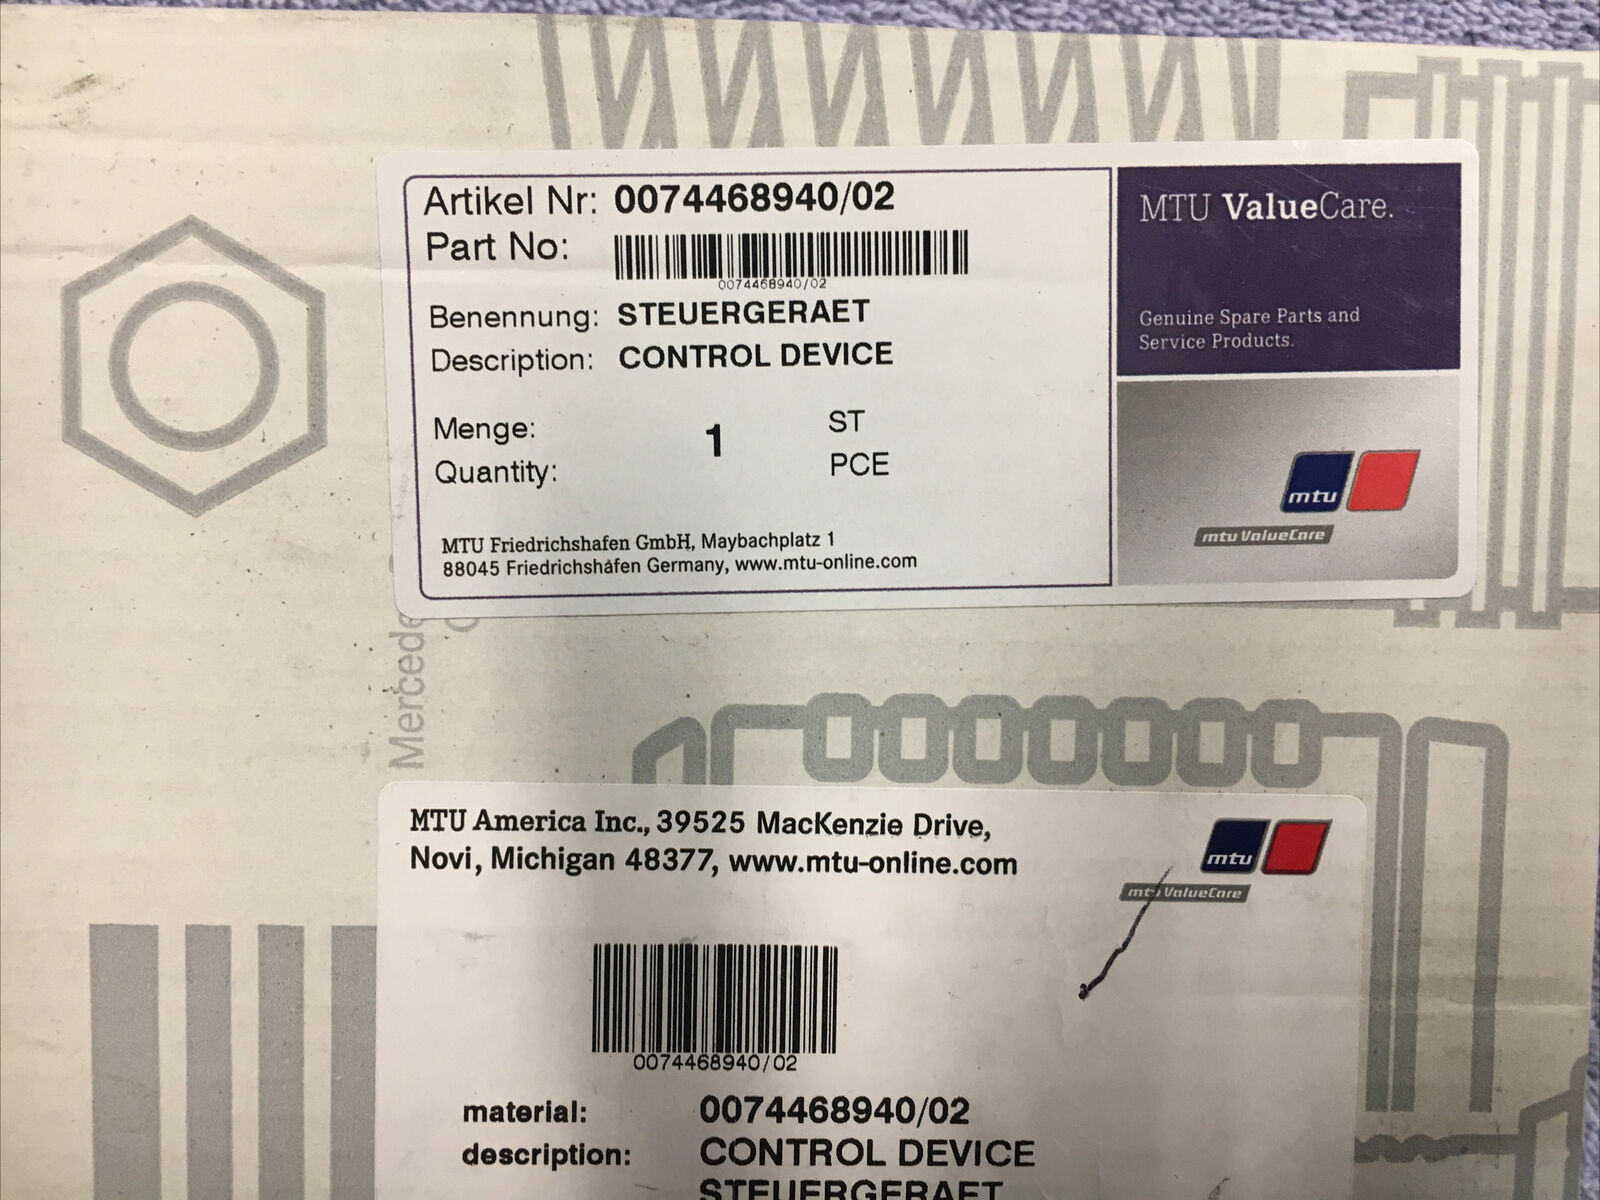 Artikel Nr: 0074468940/02
Part No:
0074468940/02
Benennung: STEUERGERAET
Description: CONTROL DEVICE
Menge: 1 ST
Quantity: PCE
MTU Friedrichshafen GmbH, Maybachplatz 1
88045 Friedrichshafen Germany, www.mtu-online.com
MTU ValueCare.
Genuine Spare Parts and
Service Products.
mtu
mtu ValueCare
MTU America Inc., 39525 MacKenzie Drive,
Novi, Michigan 48377, www.mtu-online.com
mtu
mtu ValueCare
0074468940/02
material: 0074468940/02
description: CONTROL DEVICE
STEUERGERAET